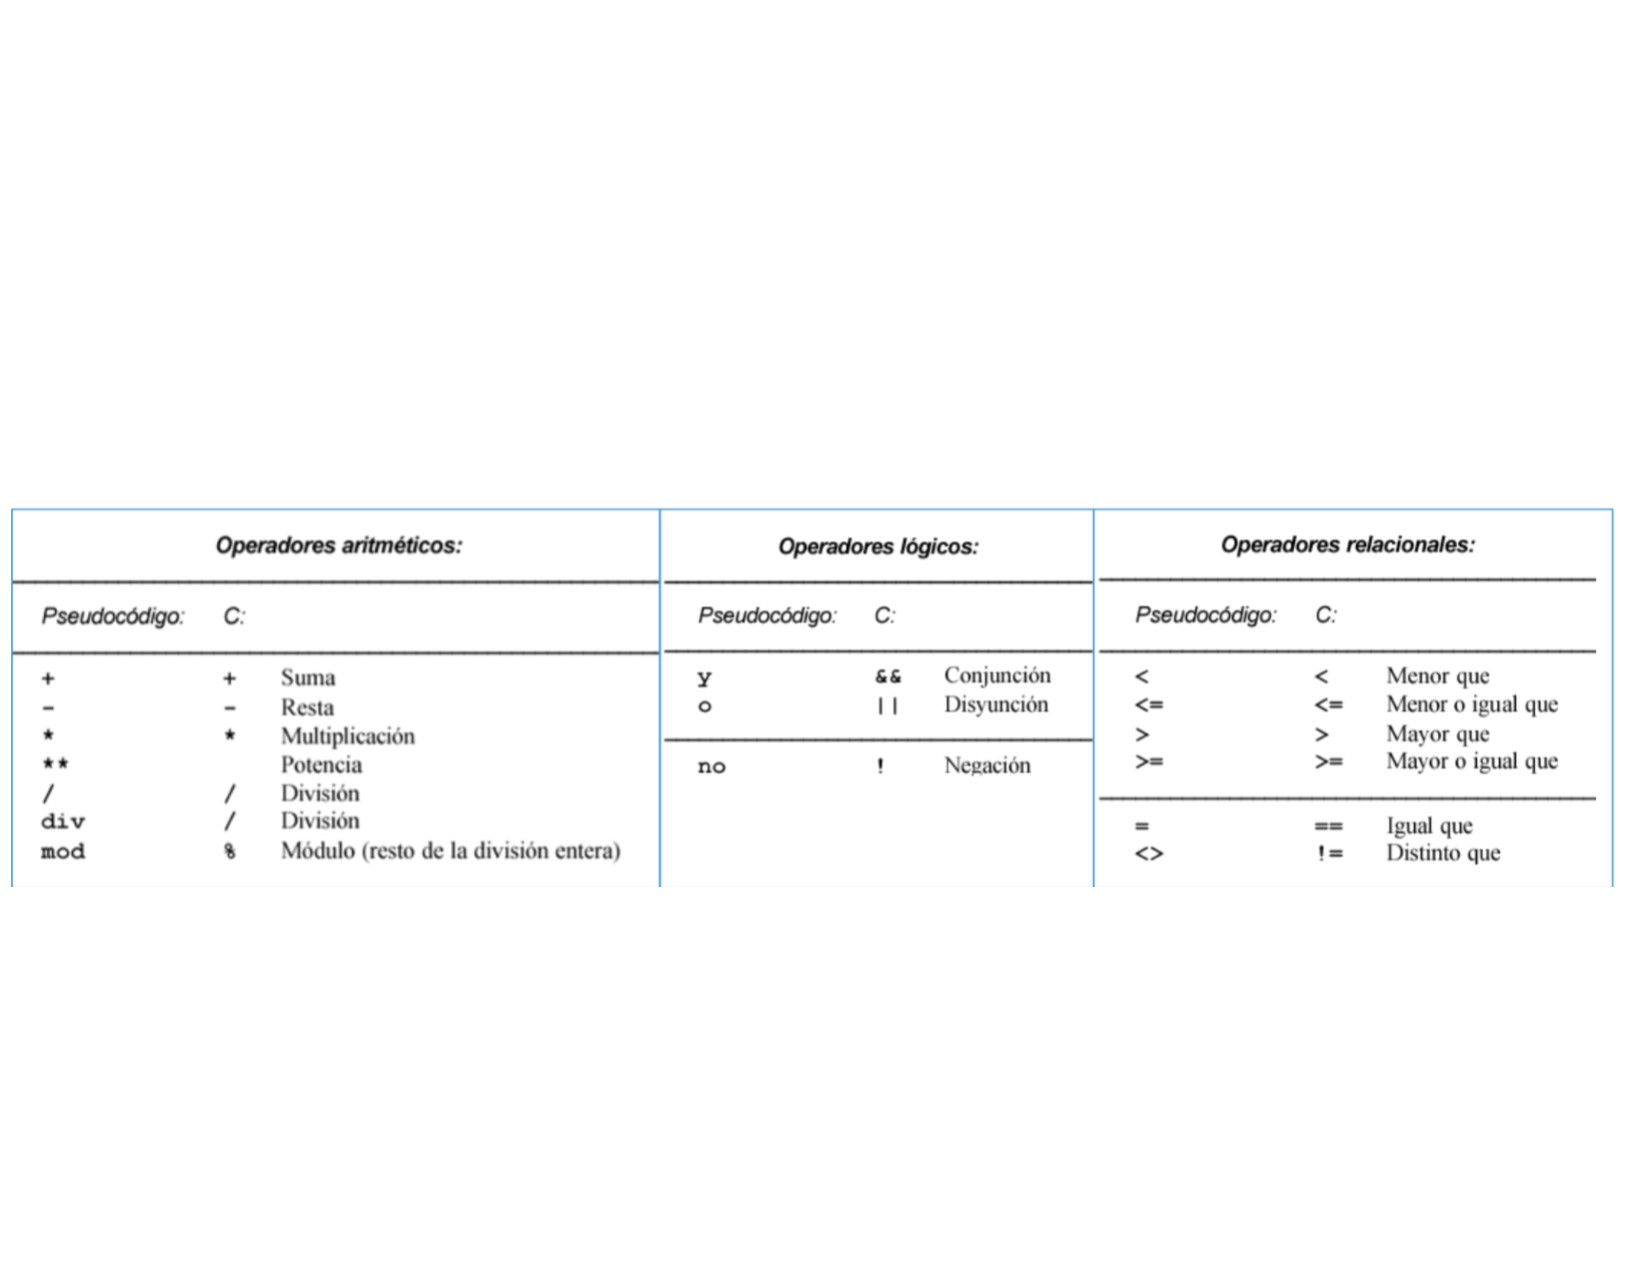 Operadores aritméticos:
Pseudocódigo: C:
+ + Suma
- - Resta
* * Multiplicación
** Potencia
/ / División
div / División
mod % Módulo (resto de la división entera)
Operadores lógicos:
Pseudocódigo: C:
y && Conjunción
o || Disyunción
no ! Negación
Operadores relacionales:
Pseudocódigo: C:
< < Menor que
<= <= Menor o igual que
> > Mayor que
>= >= Mayor o igual que
= == Igual que
<> != Distinto que